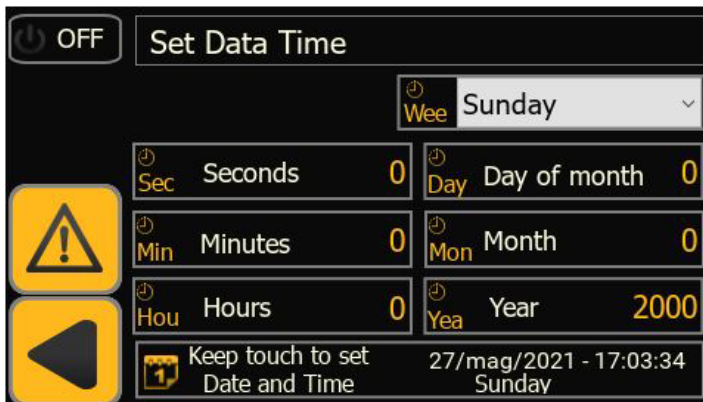 OFF
Set Data Time
Wee Sunday
Sec Seconds 0
Day Day of month 0
Min Minutes 0
Mon Month 0
Hou Hours 0
Yea Year 2000
Keep touch to set
Date and Time
27/mag/2021 - 17:03:34
Sunday
1